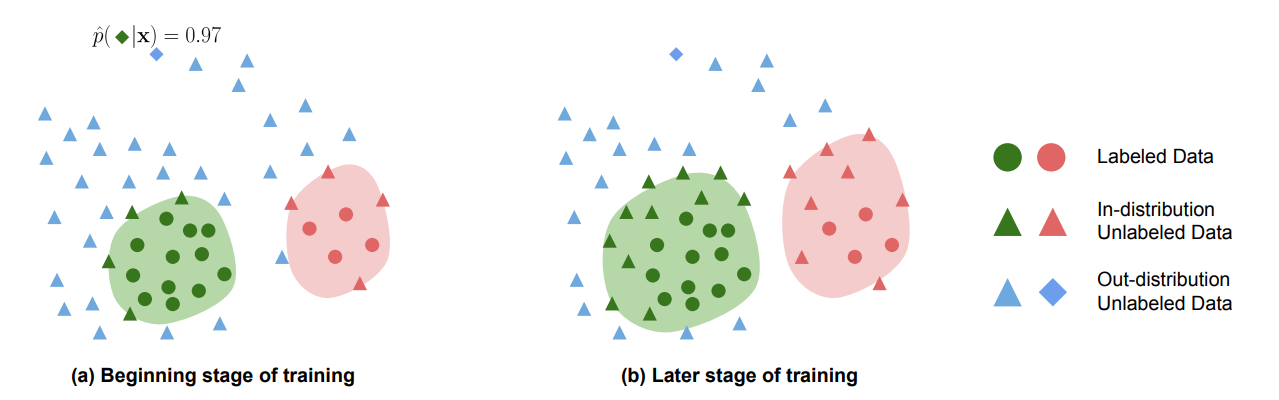 p̂(◆|x) = 0.97
Labeled Data
In-distribution
Unlabeled Data
Out-distribution
Unlabeled Data
(a) Beginning stage of training
(b) Later stage of training